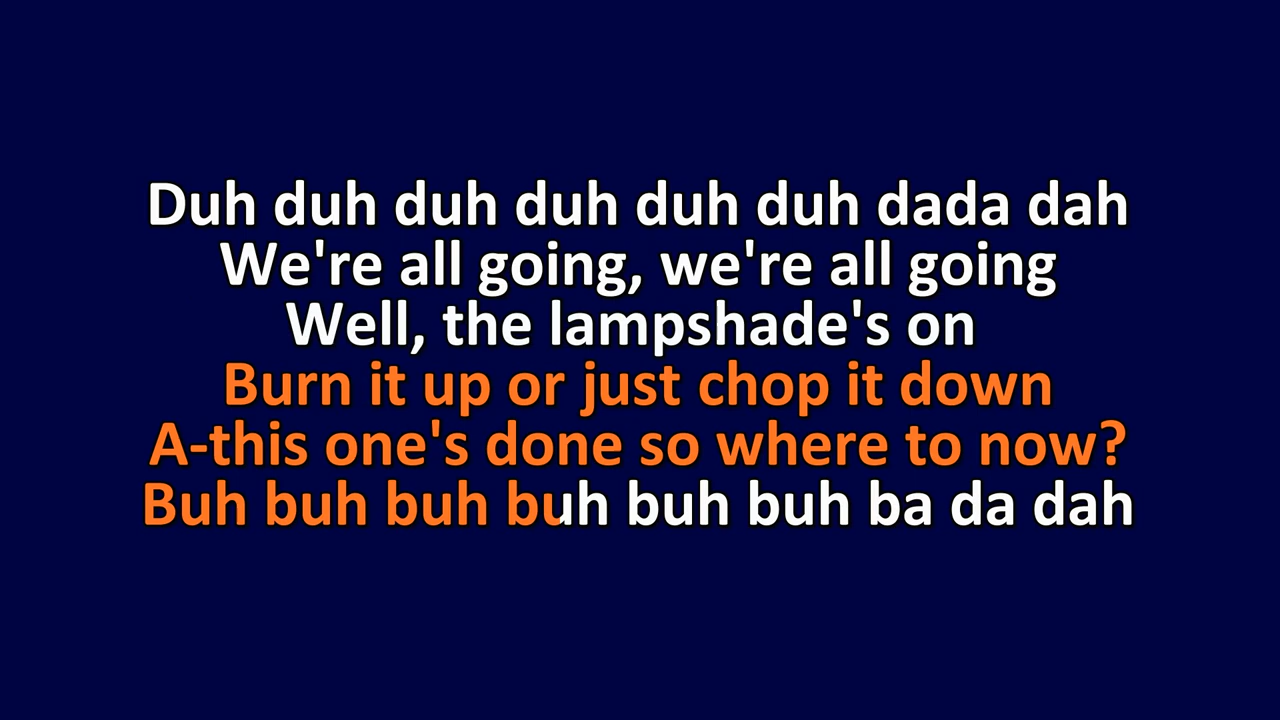 Duh duh duh duh duh duh dada dah
We're all going, we're all going
Well, the lampshade's on
Burn it up or just chop it down
A-this one's done so where to now?
Buh buh buh buh buh buh ba da dah